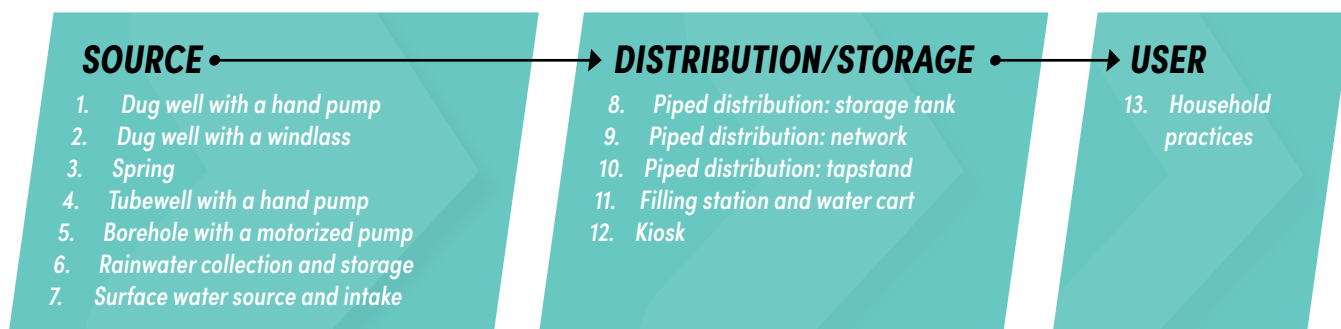 SOURCE
1. Dug well with a hand pump
2. Dug well with a windlass
3. Spring
4. Tubewell with a hand pump
5. Borehole with a motorized pump
6. Rainwater collection and storage
7. Surface water source and intake
DISTRIBUTION/STORAGE
8. Piped distribution: storage tank
9. Piped distribution: network
10. Piped distribution: tapstand
11. Filling station and water cart
12. Kiosk
USER
13. Household
practices